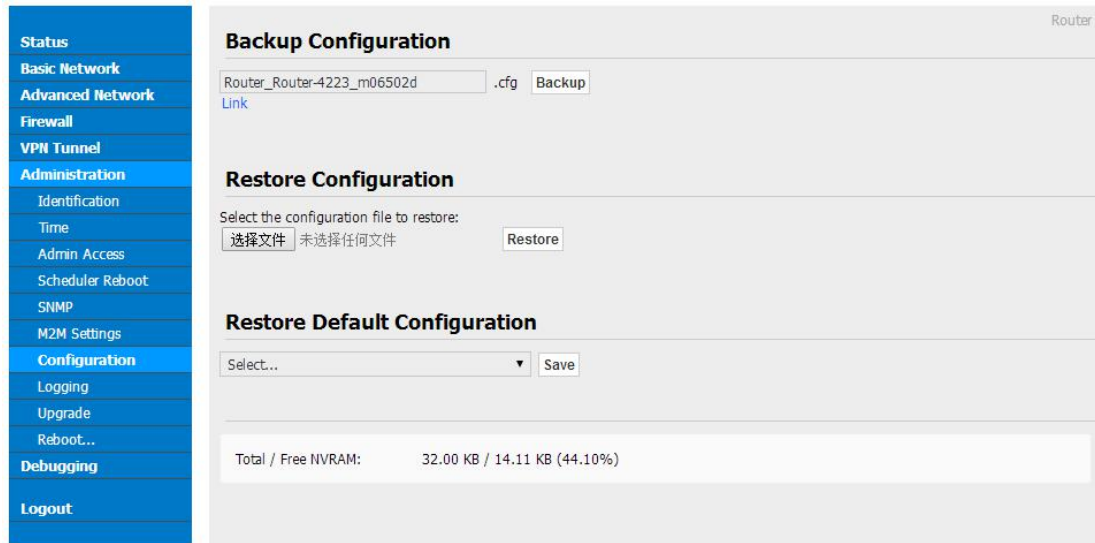 Router
Status
Basic Network
Advanced Network
Firewall
VPN Tunnel
Administration
Identification
Time
Admin Access
Scheduler Reboot
SNMP
M2M Settings
Configuration
Logging
Upgrade
Reboot...
Debugging
Logout
Backup Configuration
Router_Router-4223_m06502d .cfg Backup
Link
Restore Configuration
Select the configuration file to restore:
选择文件 未选择任何文件 Restore
Restore Default Configuration
Select... Save
Total / Free NVRAM: 32.00 KB / 14.11 KB (44.10%)